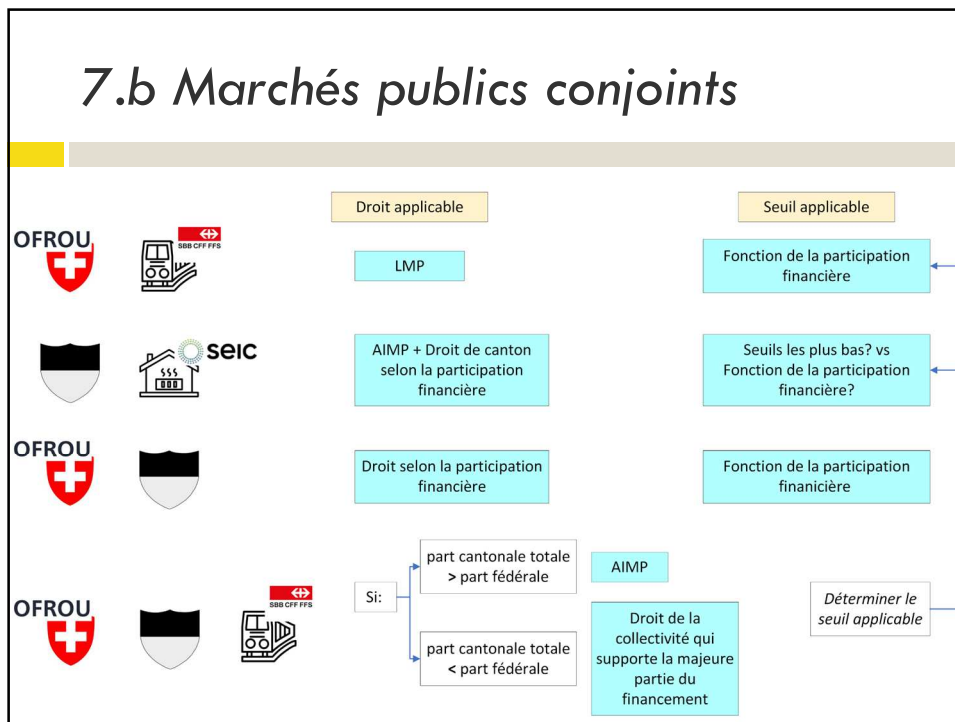 7.b Marchés publics conjoints
Droit applicable
Seuil applicable
OFROU
SBB CFF FFS
LMP
Fonction de la participation
financière
seic
AIMP + Droit de canton
selon la participation
financière
Seuils les plus bas? vs
Fonction de la participation
financière?
OFROU
Droit selon la participation
financière
Fonction de la participation
finanicière
OFROU
SBB CFF FFS
Si:
part cantonale totale
> part fédérale
AIMP
part cantonale totale
< part fédérale
Droit de la
collectivité qui
supporte la majeure
partie du
financement
Déterminer le
seuil applicable